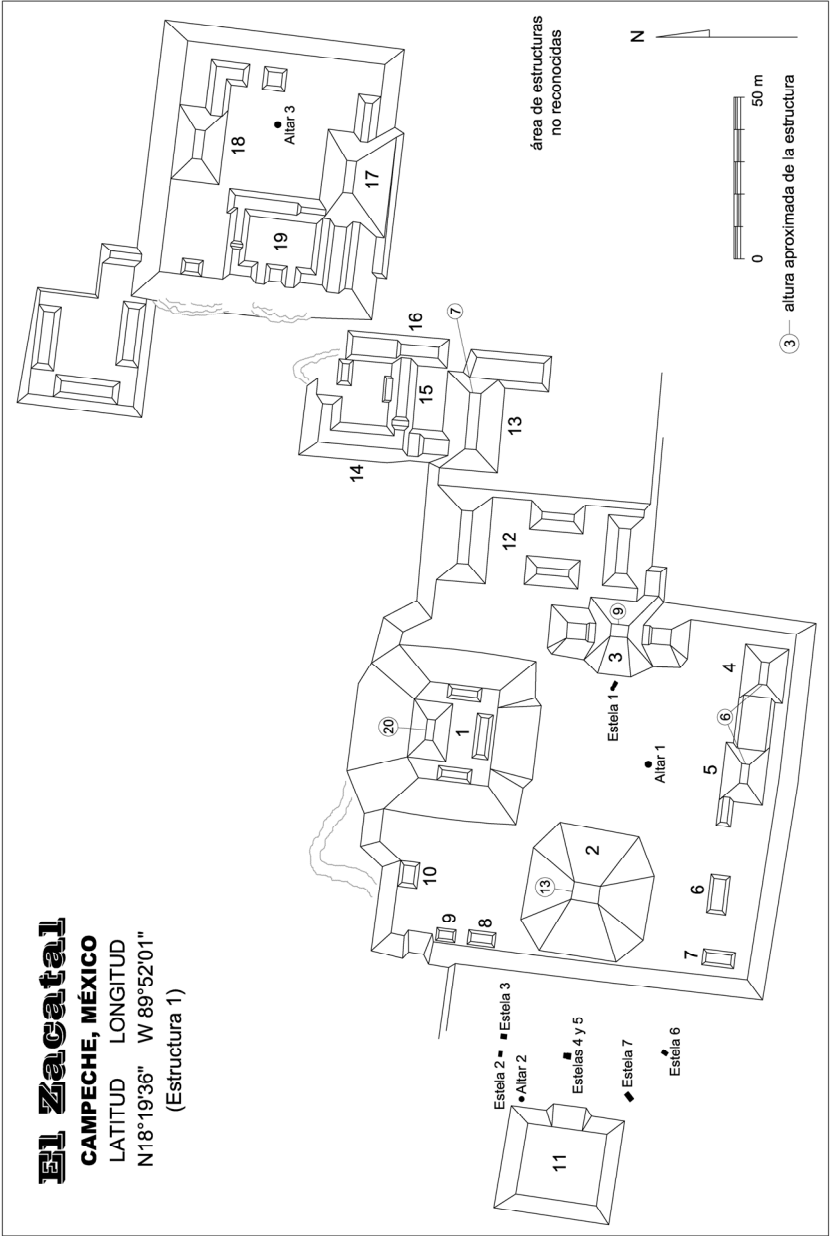 El Zacatal
CAMPECHE, MÉXICO
LATITUD LONGITUD
N18°19'36" W 89°52'01"
(Estructura 1)
18
Altar 3
17
19
16
7
15
14
13
12
20
1
10
9
8
13
2
9
3
Estela 1
Altar 1
4
6
5
6
7
Estela 2
Estela 3
Altar 2
Estelas 4 y 5
Estela 7
Estela 6
11
área de estructuras
no reconocidas
N
0 50 m
3 altura aproximada de la estructura